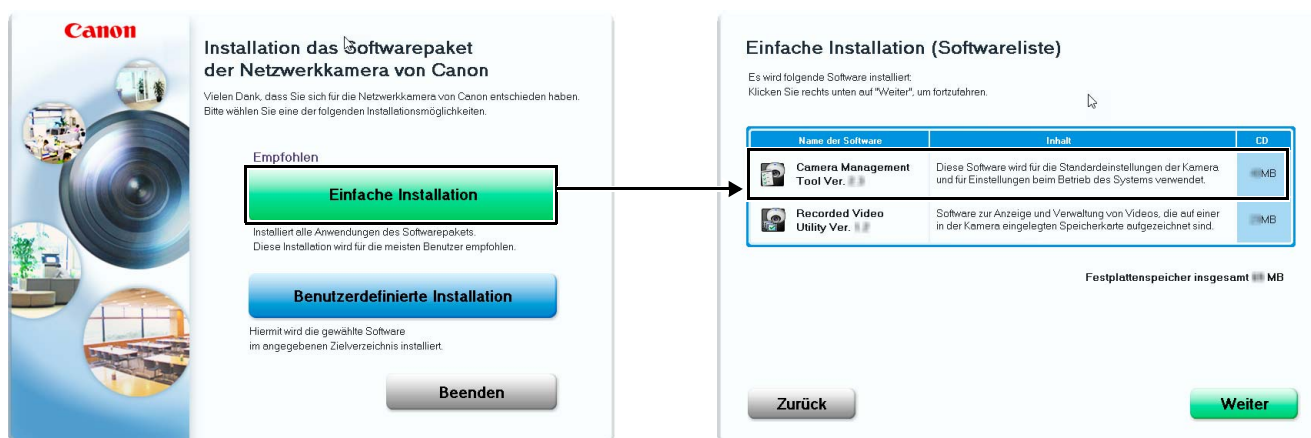 Canon
Installation das Softwarepaket
der Netzwerkkamera von Canon
Vielen Dank, dass Sie sich für die Netzwerkkamera von Canon entschieden haben.
Bitte wählen Sie eine der folgenden Installationsmöglichkeiten.
Empfohlen
Einfache Installation
Installiert alle Anwendungen des Softwarepakets.
Diese Installation wird für die meisten Benutzer empfohlen.
Benutzerdefinierte Installation
Hiermit wird die gewählte Software
im angegebenen Zielverzeichnis installiert.
Beenden
Einfache Installation (Softwareliste)
Es wird folgende Software installiert:
Klicken Sie rechts unten auf "Weiter", um fortzufahren.
Name der Software Inhalt CD
Camera Management Tool Ver.
Diese Software wird für die Standardeinstellungen der Kamera
und für Einstellungen beim Betrieb des Systems verwendet.
MB
Recorded Video
Utility Ver.
Software zur Anzeige und Verwaltung von Videos, die auf einer
in der Kamera eingelegten Speicherkarte aufgezeichnet sind.
MB
Festplattenspeicher insgesamt MB
Zurück
Weiter